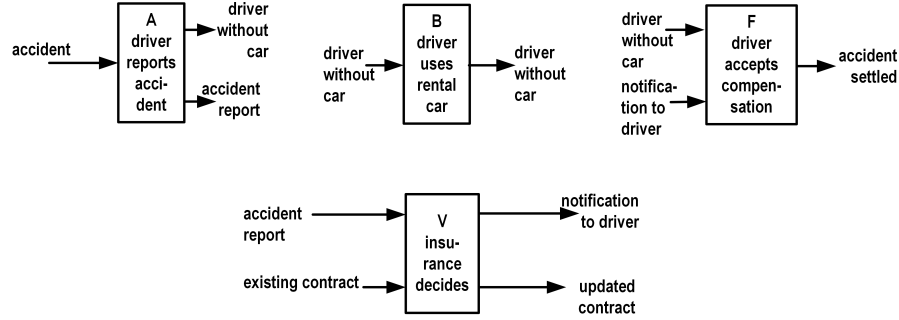 accident
A
driver
reports
acci-
dent
driver
without
car
accident
report
driver
without
car
B
driver
uses
rental
car
driver
without
car
driver
without
car
notifica-
tion to
driver
F
driver
accepts
compen-
sation
accident
settled
accident
report
existing contract
V
insu-
rance
decides
notification
to driver
updated
contract